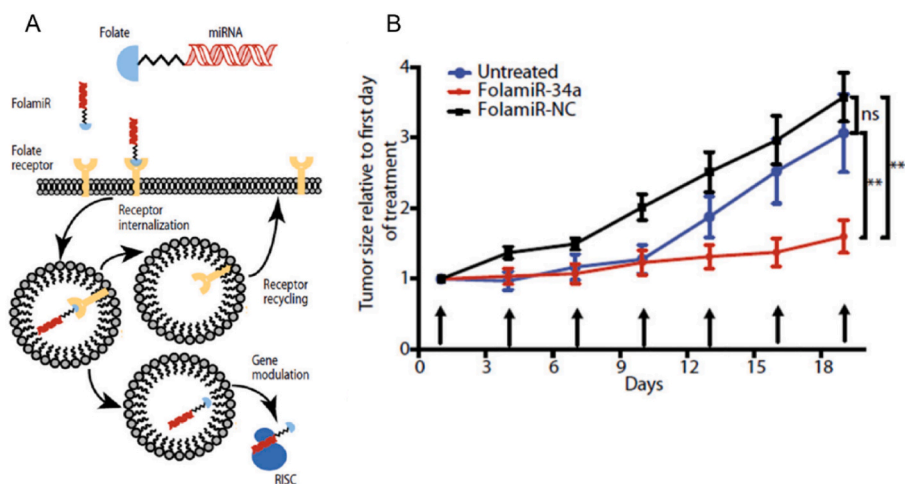 A
Folate
miRNA
FolamiR
Folate
receptor
Receptor
internalization
Receptor
recycling
Gene
modulation
RISC
B
Untreated
FolamiR-34a
FolamiR-NC
Tumor size relative to first day
of treatment
4
3
2
1
0
0 3 6 9 12 15 18
Days
ns
**
**